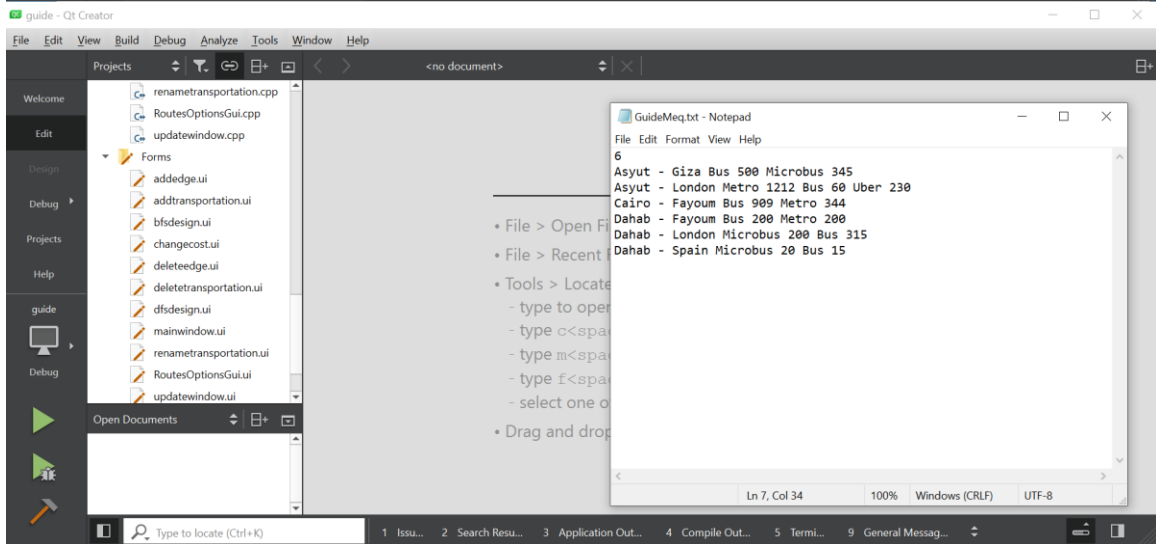 guide - Qt Creator
File Edit View Build Debug Analyze Tools Window Help
Projects
<no document>
Welcome
Edit
Design
Debug
Projects
Help
guide
Debug
renametransportation.cpp
RoutesOptionsGui.cpp
updatewindow.cpp
Forms
addedge.ui
addtransportation.ui
bfsdesign.ui
changecost.ui
deleteedge.ui
deletetransportation.ui
dfsdesign.ui
mainwindow.ui
renametransportation.ui
RoutesOptionsGui.ui
updatewindow.ui
Open Documents
• File > Open Fi
• File > Recent
• Tools > Locate
- type to oper
- type c<spa
- type m<spa
- type f<spa
- select one o
• Drag and drop
GuideMeq.txt - Notepad
File Edit Format View Help
6
Asyut - Giza Bus 500 Microbus 345
Asyut - London Metro 1212 Bus 60 Uber 230
Cairo - Fayoum Bus 909 Metro 344
Dahab - Fayoum Bus 200 Metro 200
Dahab - London Microbus 200 Bus 315
Dahab - Spain Microbus 20 Bus 15
Ln 7, Col 34 100% Windows (CRLF) UTF-8
Type to locate (Ctrl+K)
1 Issu... 2 Search Resu... 3 Application Out... 4 Compile Out... 5 Termi... 9 General Messag...